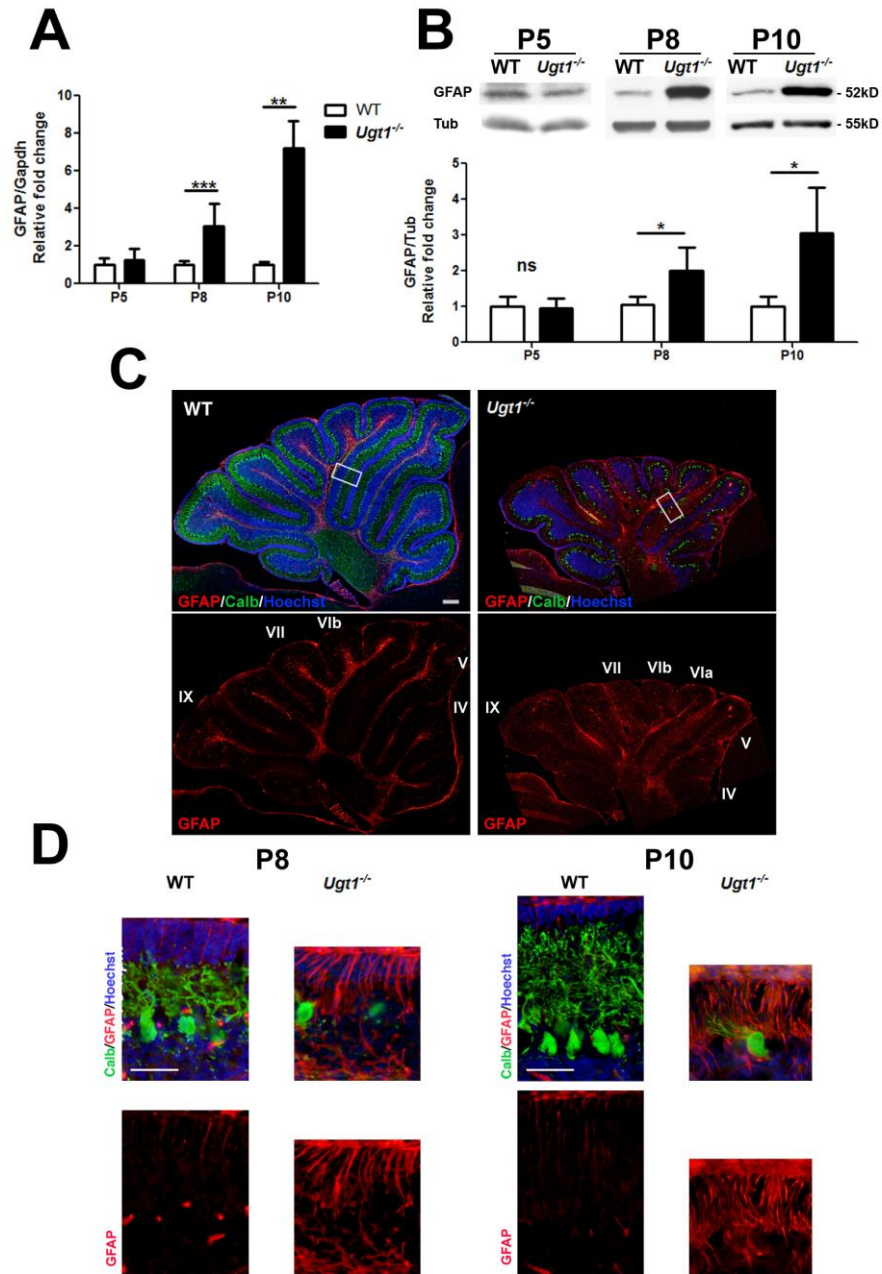 A
GFAP/Gapdh
Relative fold change
10
8
6
4
2
0
***
**
P5
P8
P10
WT
Ugt1-/-
B
P5
P8
P10
WT Ugt1-/-
WT Ugt1-/-
WT Ugt1-/-
GFAP
- 52kD
Tub
- 55kD
GFAP/Tub
Relative fold change
5
4
3
2
1
0
ns
*
*
P5
P8
P10
C
WT
GFAP/Calb/Hoechst
Ugt1-/-
GFAP/Calb/Hoechst
VII
VIb
IX
V
IV
GFAP
VII
VIb
VIa
IX
V
IV
GFAP
D
P8
WT
Ugt1-/-
P10
WT
Ugt1-/-
Calb/GFAP/Hoechst
Calb/GFAP/Hoechst
GFAP
GFAP